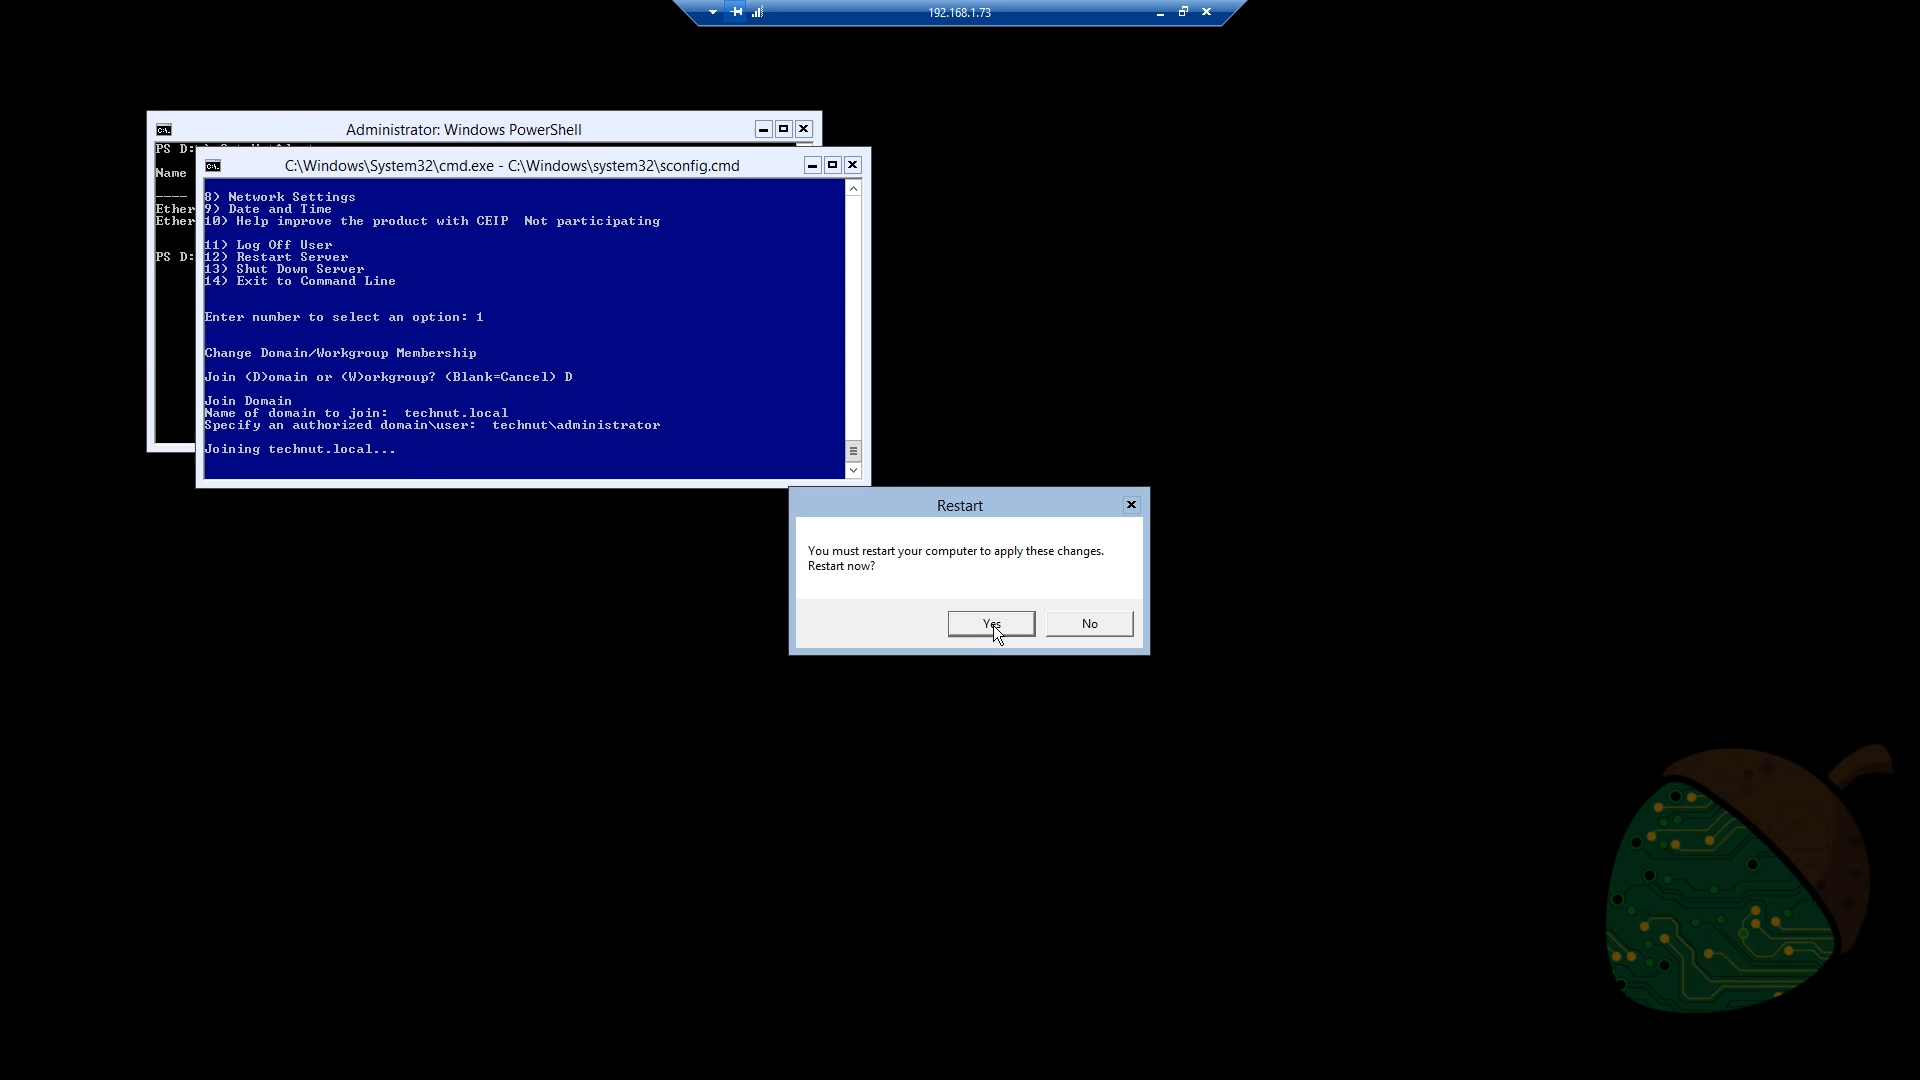 192.168.1.73
Administrator: Windows PowerShell
PS D:
Name
----
Ether
Ether
PS D:
C:\Windows\System32\cmd.exe - C:\Windows\system32\sconfig.cmd
8) Network Settings
9) Date and Time
10) Help improve the product with CEIP  Not participating
11) Log Off User
12) Restart Server
13) Shut Down Server
14) Exit to Command Line
Enter number to select an option: 1
Change Domain/Workgroup Membership
Join (D)omain or (W)orkgroup? (Blank=Cancel) D
Join Domain
Name of domain to join:  technut.local
Specify an authorized domain\user:  technut\administrator
Joining technut.local...
Restart
You must restart your computer to apply these changes.
Restart now?
Yes
No